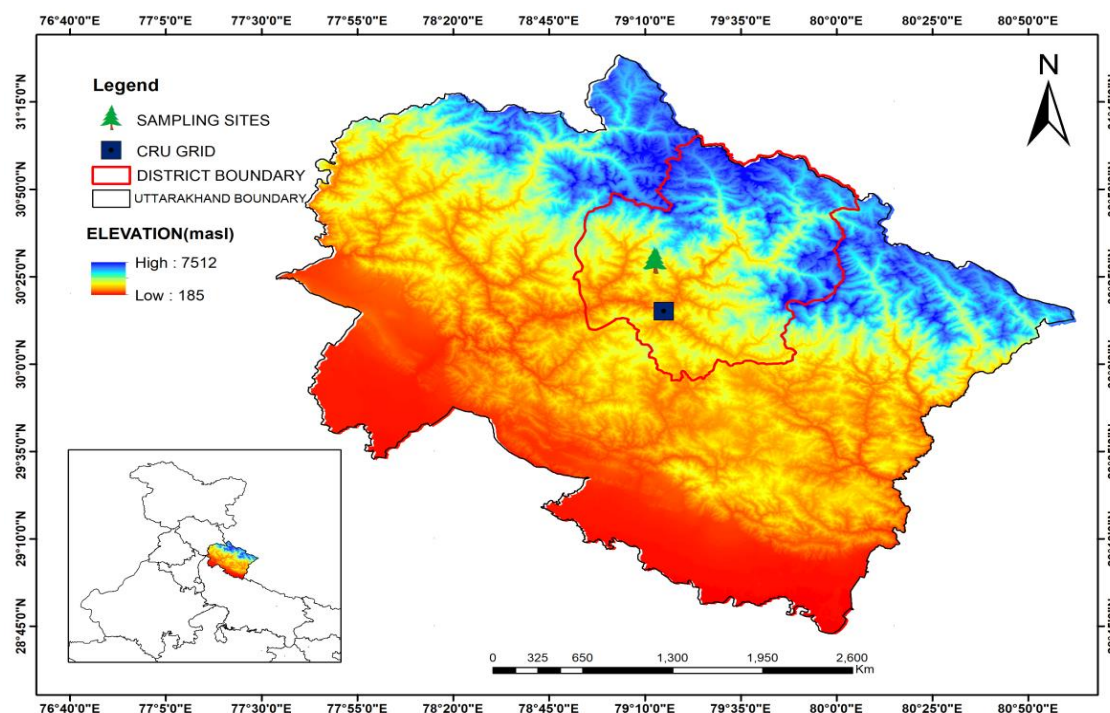 76°40'0"E 77°5'0"E 77°30'0"E 77°55'0"E 78°20'0"E 78°45'0"E 79°10'0"E 79°35'0"E 80°0'0"E 80°25'0"E 80°50'0"E
31°15'0"N
30°50'0"N
30°25'0"N
30°0'0"N
29°35'0"N
29°10'0"N
28°45'0"N
Legend
SAMPLING SITES
CRU GRID
DISTRICT BOUNDARY
UTTARAKHAND BOUNDARY
ELEVATION(masl)
High : 7512
Low : 185
N
0 325 650 1,300 1,950 2,600
Km
76°40'0"E 77°5'0"E 77°30'0"E 77°55'0"E 78°20'0"E 78°45'0"E 79°10'0"E 79°35'0"E 80°0'0"E 80°25'0"E 80°50'0"E